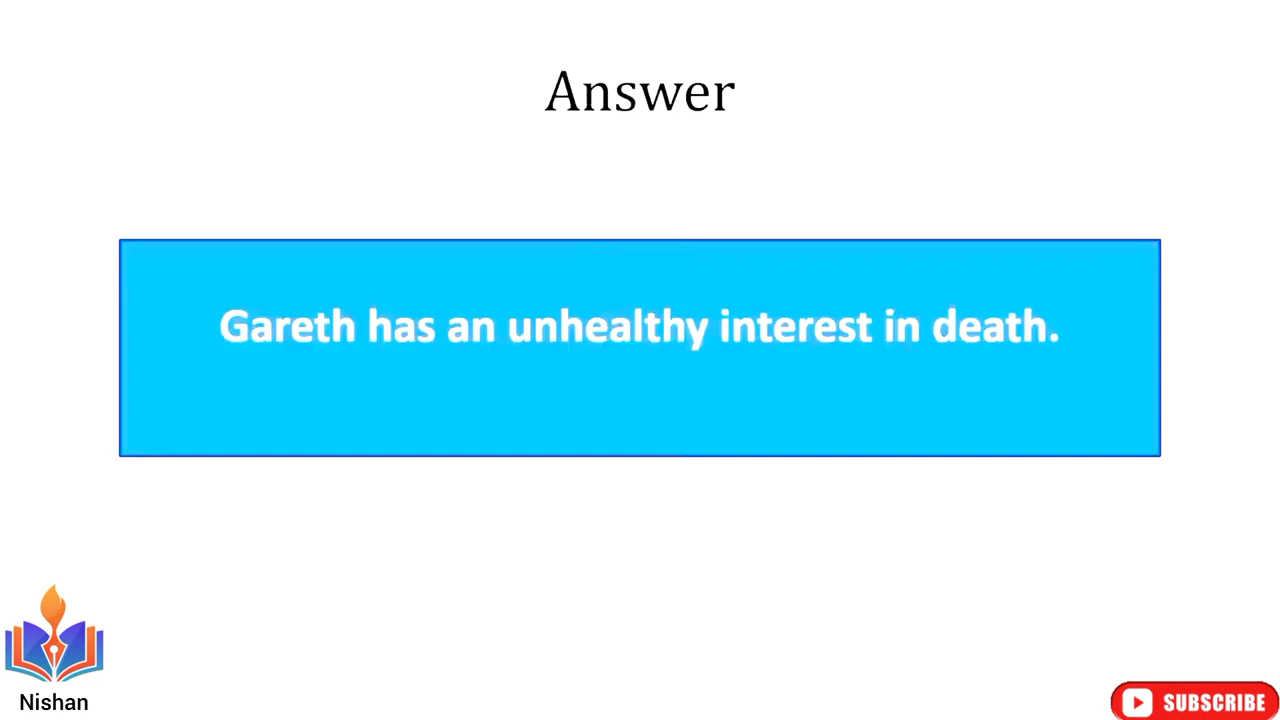 Answer
Gareth has an unhealthy interest in death.
Nishan
SUBSCRIBE